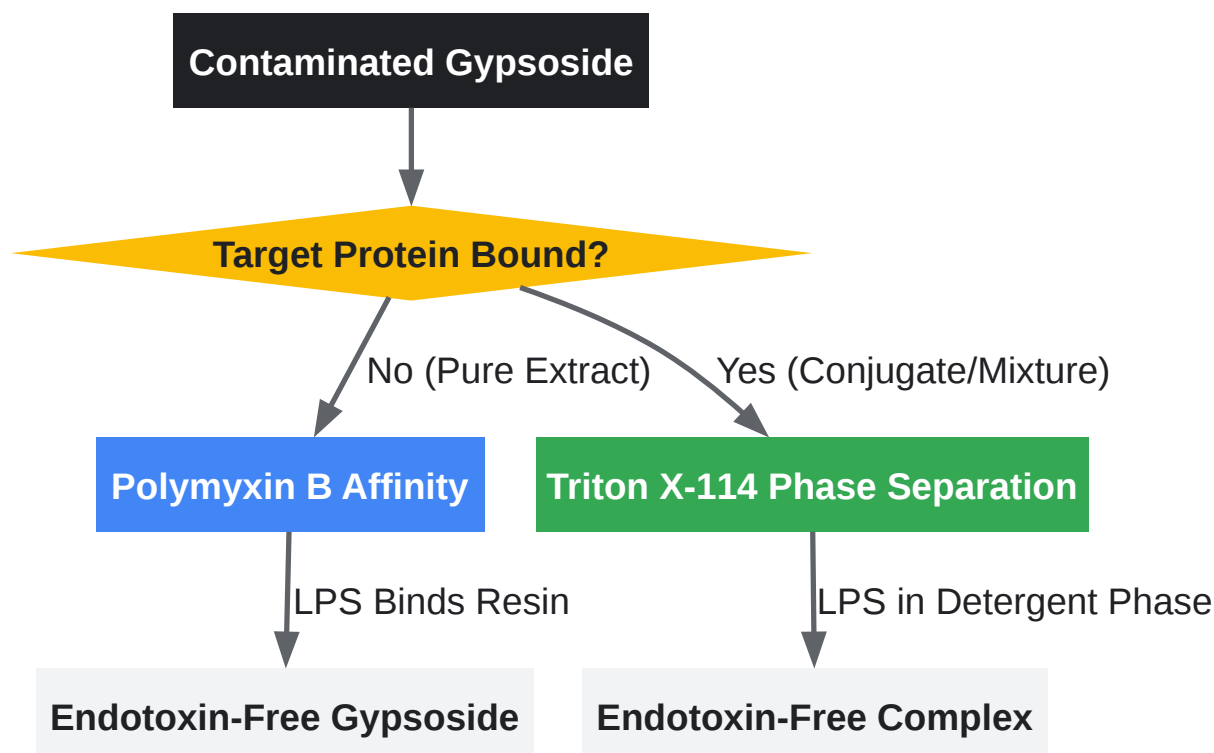 Contaminated Gypsoside
Target Protein Bound?
No (Pure Extract)
Yes (Conjugate/Mixture)
Polymyxin B Affinity
Triton X-114 Phase Separation
LPS Binds Resin
LPS in Detergent Phase
Endotoxin-Free Gypsoside
Endotoxin-Free Complex